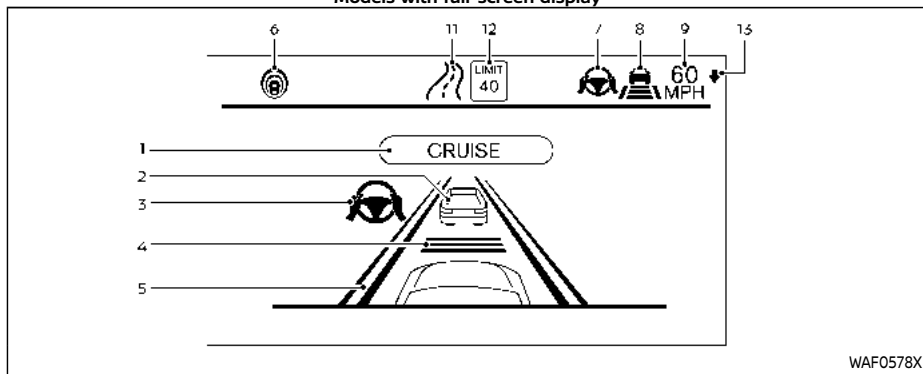 Models with full-screen display
6 11 12 7 8 9 13
LIMIT
40
60
MPH
1 CRUISE
2
3
4
5
WAF0578X